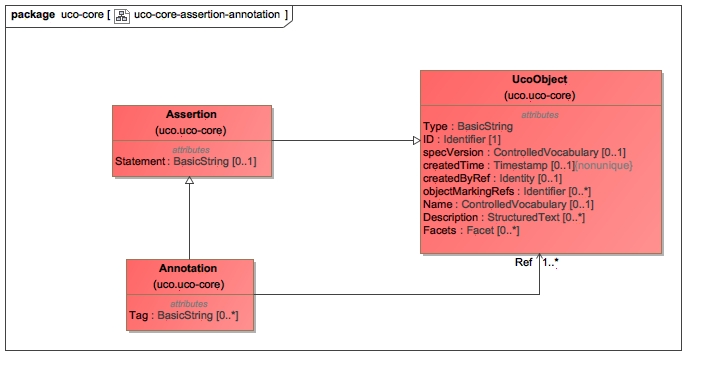 package uco-core [ uco-core-assertion-annotation ]
UcoObject
(uco.uco-core)
attributes
Type : BasicString
ID : Identifier [1]
specVersion : ControlledVocabulary [0..1]
createdTime : Timestamp [0..1]{nonunique}
createdByRef : Identity [0..1]
objectMarkingRefs : Identifier [0..*]
Name : ControlledVocabulary [0..1]
Description : StructuredText [0..*]
Facets : Facet [0..*]
Assertion
(uco.uco-core)
attributes
Statement : BasicString [0..1]
Annotation
(uco.uco-core)
attributes
Tag : BasicString [0..*]
Ref 1..*